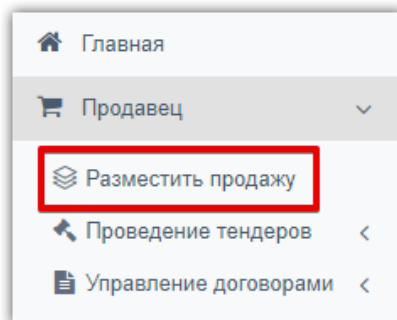 Главная
Продавец
Разместить продажу
Проведение тендеров
Управление договорами